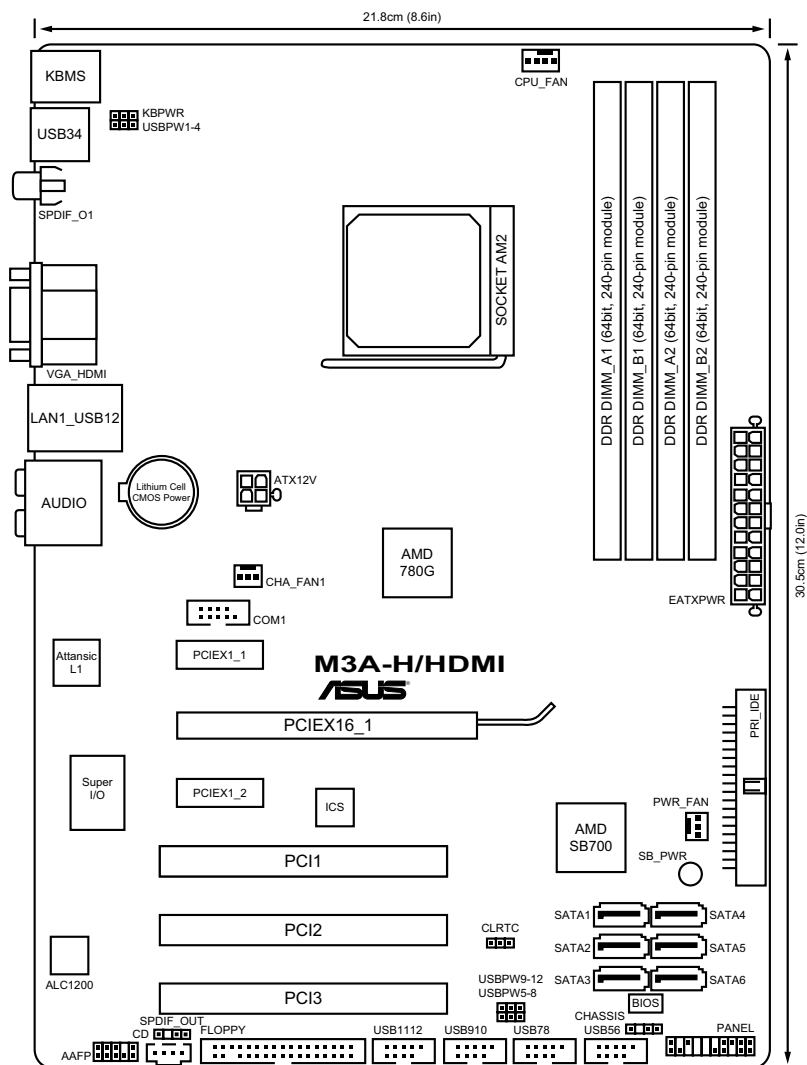 21.8cm (8.6in)
KBMS
CPU_FAN
KBPWR
USBPW1-4
USB34
SPDIF_O1
SOCKET AM2
DDR DIMM_A1 (64bit, 240-pin module)
DDR DIMM_B1 (64bit, 240-pin module)
DDR DIMM_A2 (64bit, 240-pin module)
DDR DIMM_B2 (64bit, 240-pin module)
30.5cm (12.0in)
VGA_HDMI
LAN1_USB12
AUDIO
Lithium Cell
CMOS Power
ATX12V
AMD
780G
CHA_FAN1
EATXPWR
COM1
Attansic
L1
PCIEX1_1
M3A-H/HDMI
ASUS
PCIEX16_1
PRI_IDE
Super
I/O
PCIEX1_2
ICS
PWR_FAN
AMD
SB700
SB_PWR
PCI1
SATA1
SATA4
PCI2
CLRTC
SATA2
SATA5
ALC1200
PCI3
USBPW9-12
USBPW5-8
SATA3
SATA6
BIOS
SPDIF_OUT
CHASSIS
CD
FLOPPY
USB1112
USB910
USB78
USB56
PANEL
AAFP